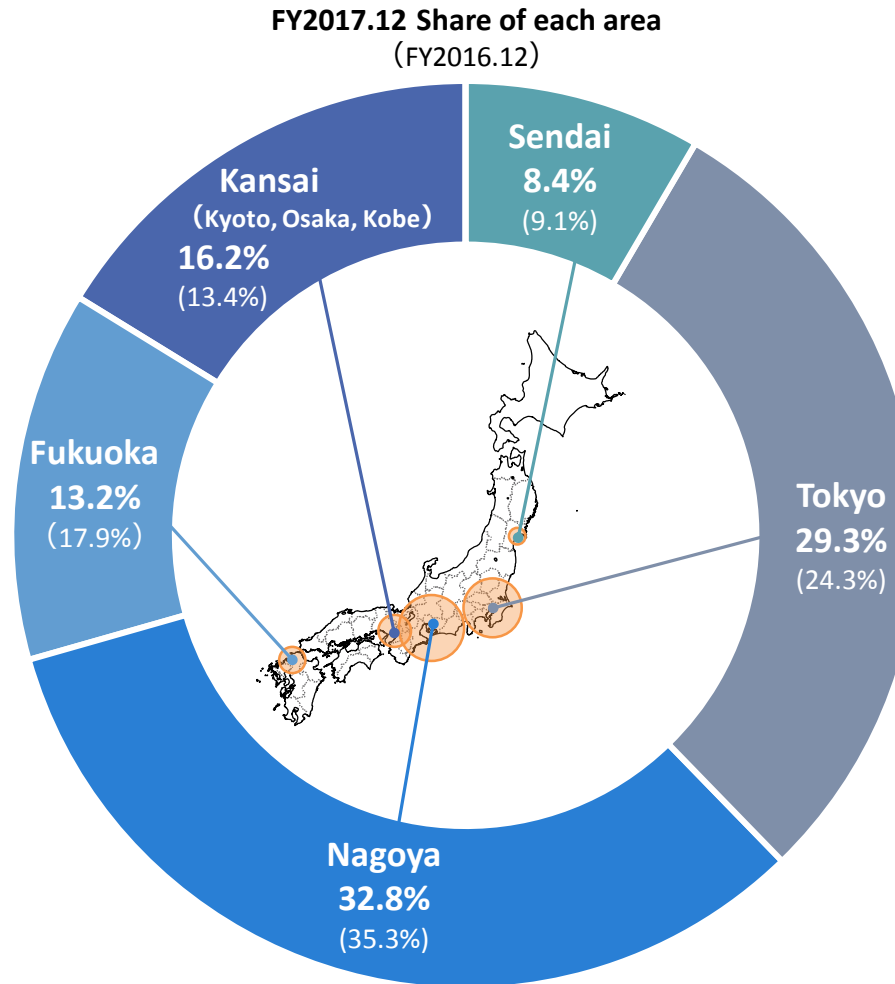 FY2017.12 Share of each area
（FY2016.12）
Sendai
8.4%
(9.1%)
Kansai
（Kyoto, Osaka, Kobe）
16.2%
(13.4%)
Fukuoka
13.2%
（17.9%）
Tokyo
29.3%
(24.3%)
Nagoya
32.8%
(35.3%)